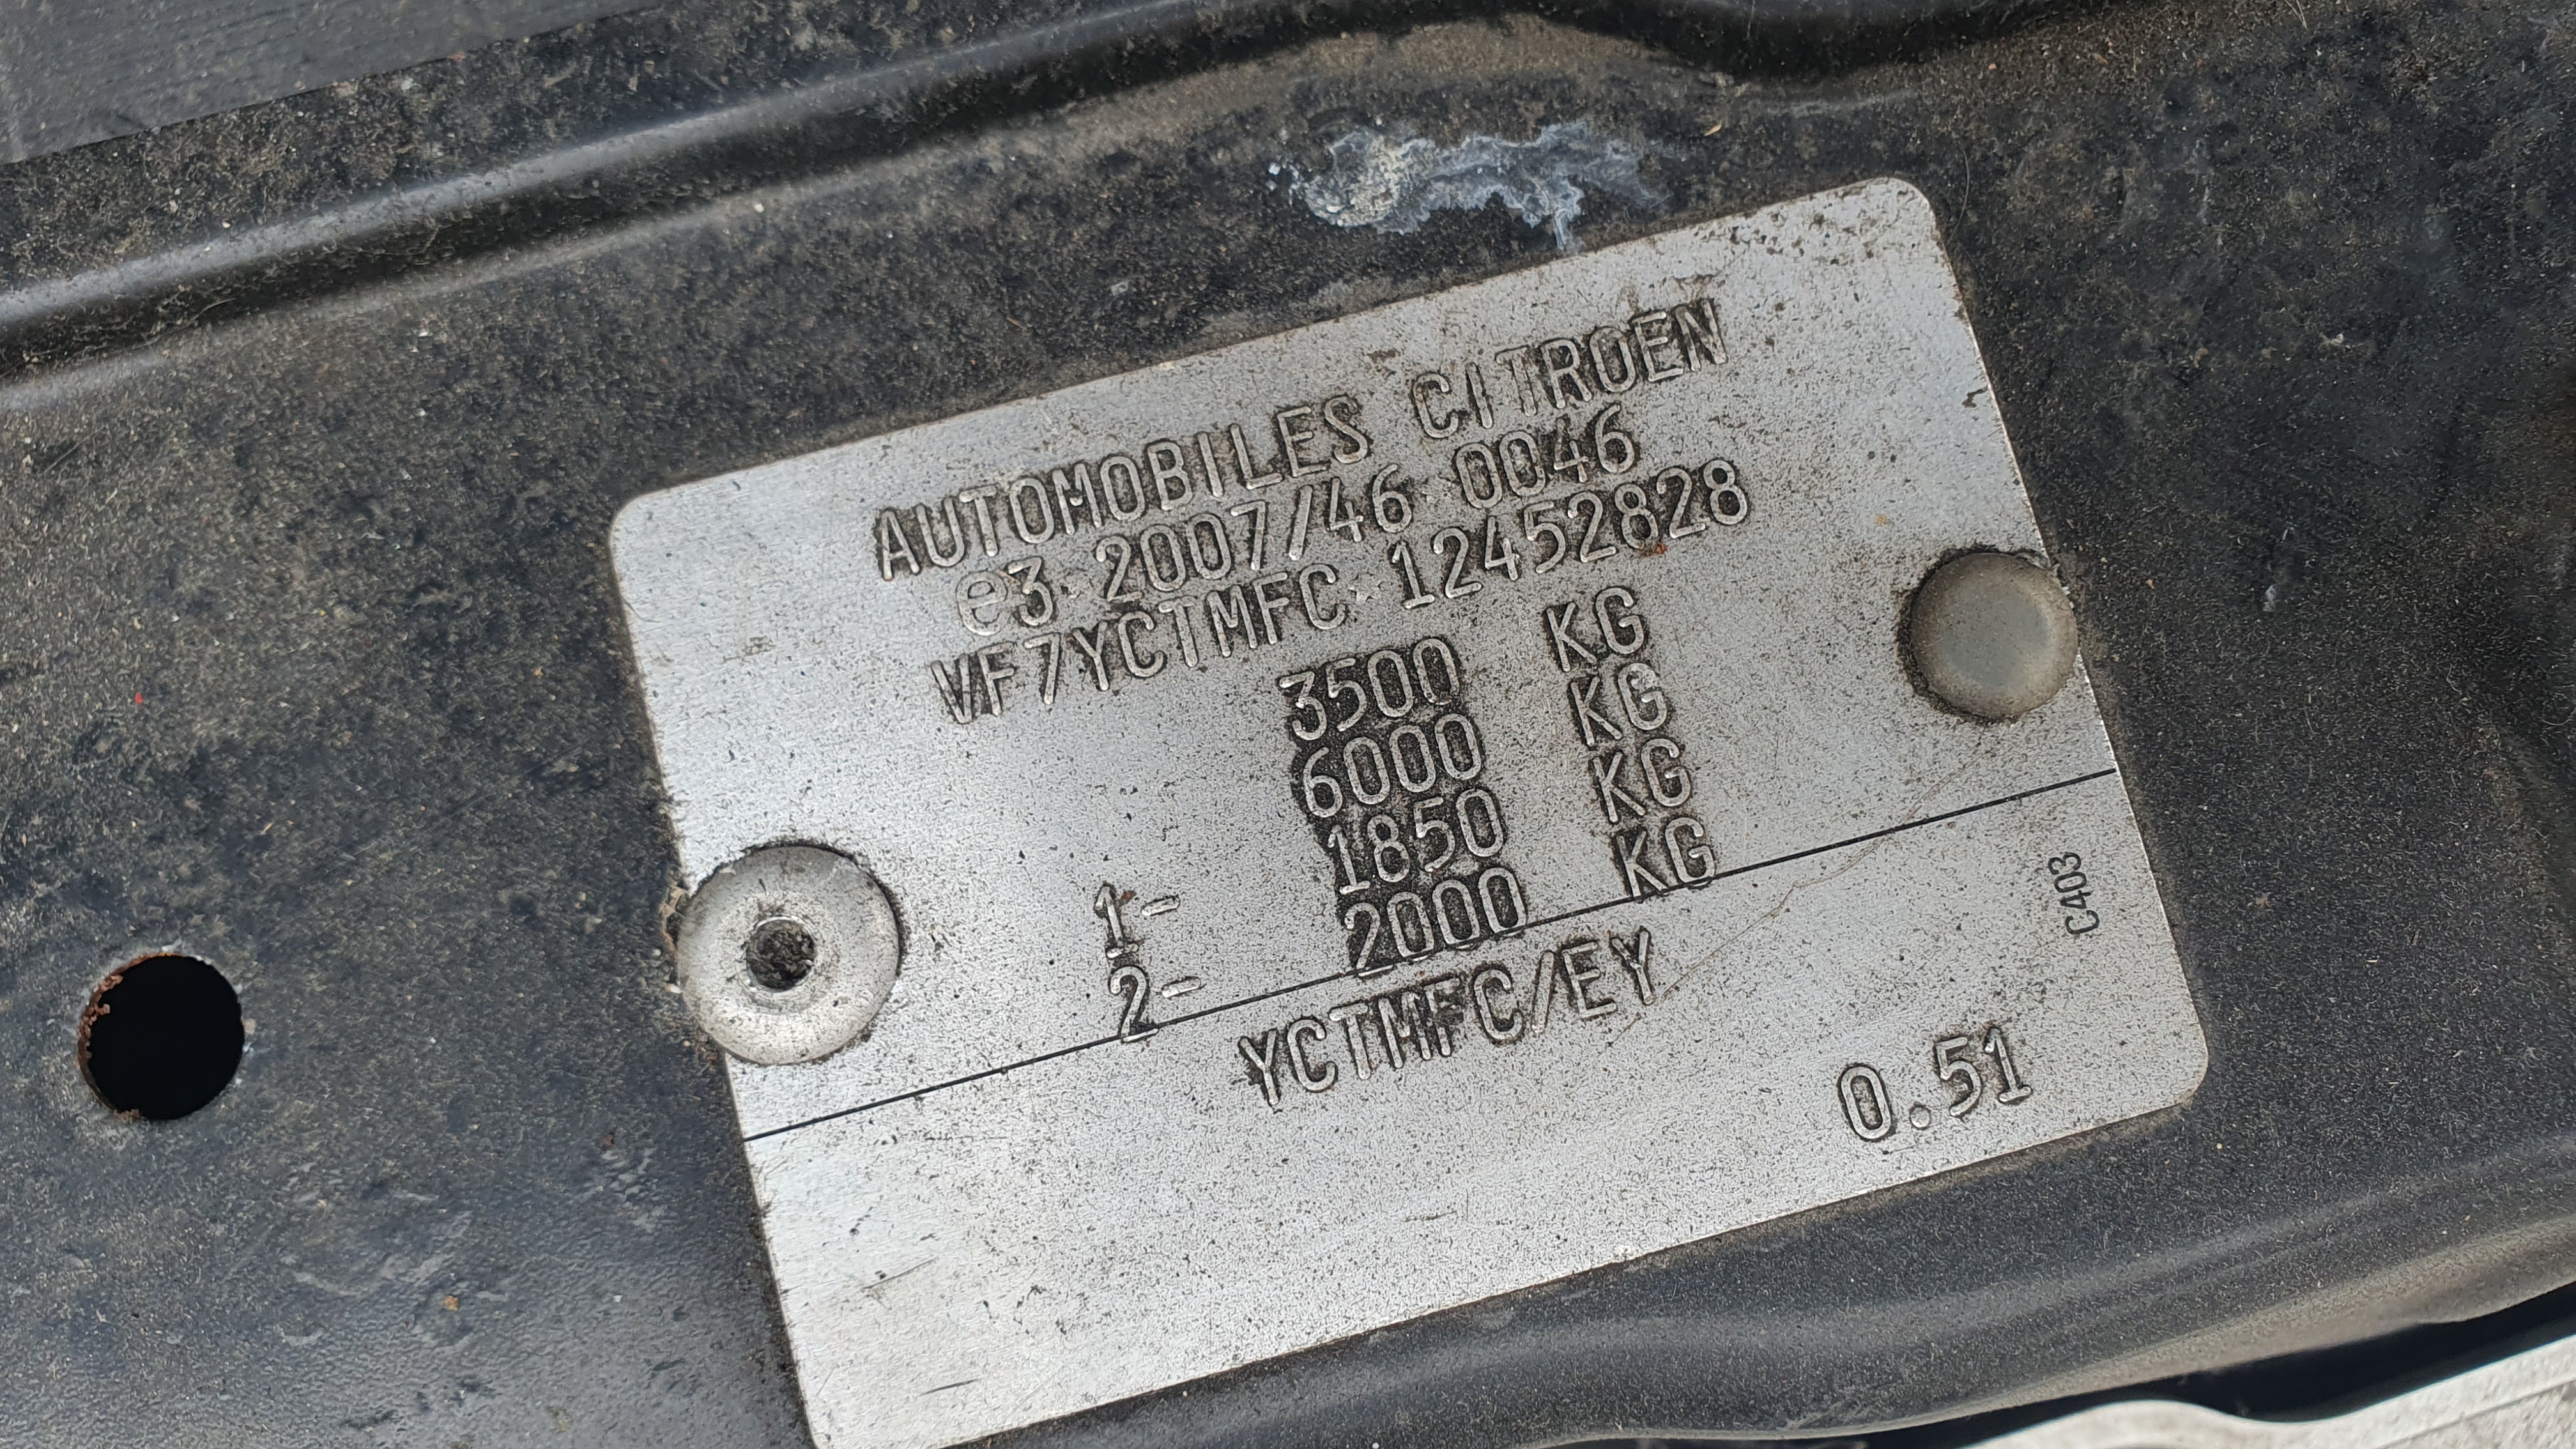 AUTOMOBILES CITROEN
e3*2007/46*0046
VF7YCTMFC*12452828
3500 KG
6000 KG
1- 1850 KG
2- 2000 KG
YCTMFC/EY
0.51
C403